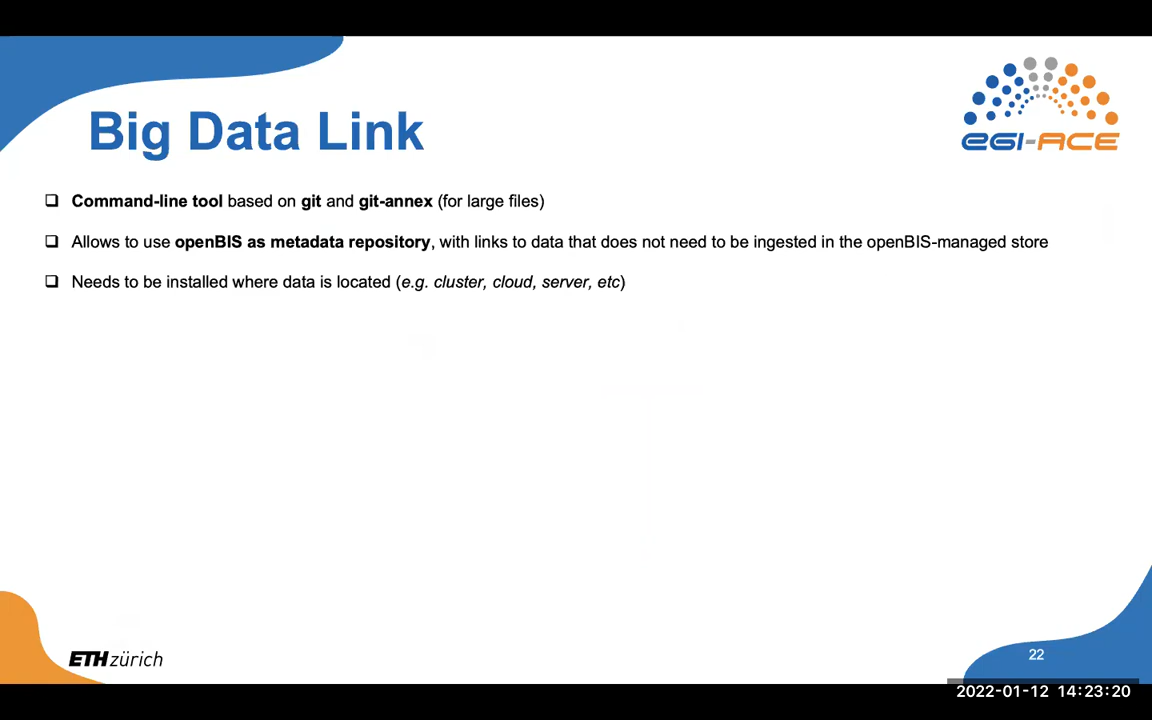 EGI-ACE
Big Data Link
Command-line tool based on git and git-annex (for large files)
Allows to use openBIS as metadata repository, with links to data that does not need to be ingested in the openBIS-managed store
Needs to be installed where data is located (e.g. cluster, cloud, server, etc)
ETH zürich
22
2022-01-12 14:23:20